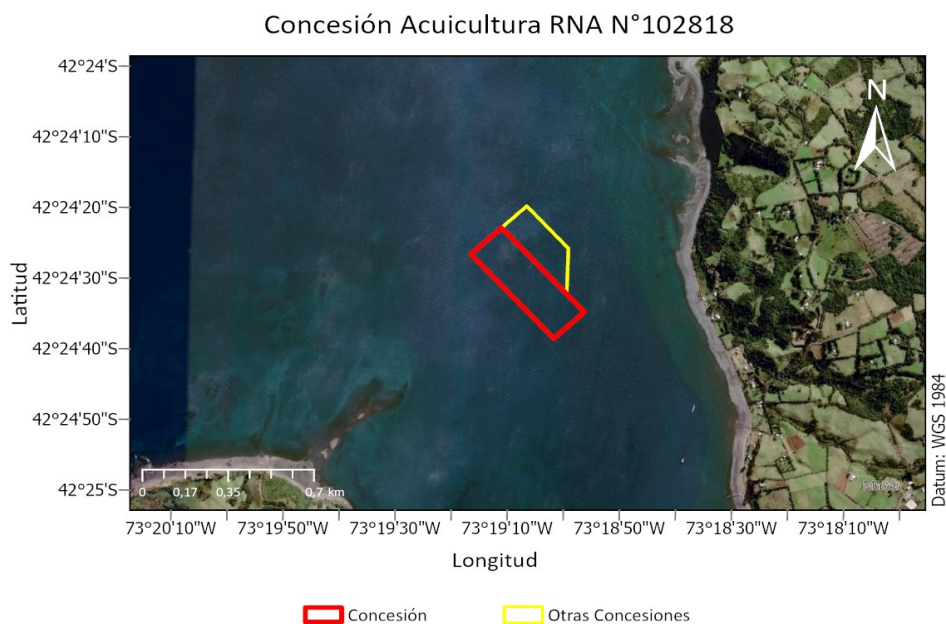 Concesión Acuicultura RNA N°102818
42°24'S
42°24'10"S
42°24'20"S
42°24'30"S
42°24'40"S
42°24'50"S
42°25'S
Latitud
N
Datum: WGS 1984
Maxar
0 0,17 0,35 0,7 km
73°20'10"W 73°19'50"W 73°19'30"W 73°19'10"W 73°18'50"W 73°18'30"W 73°18'10"W
Longitud
Concesión Otras Concesiones